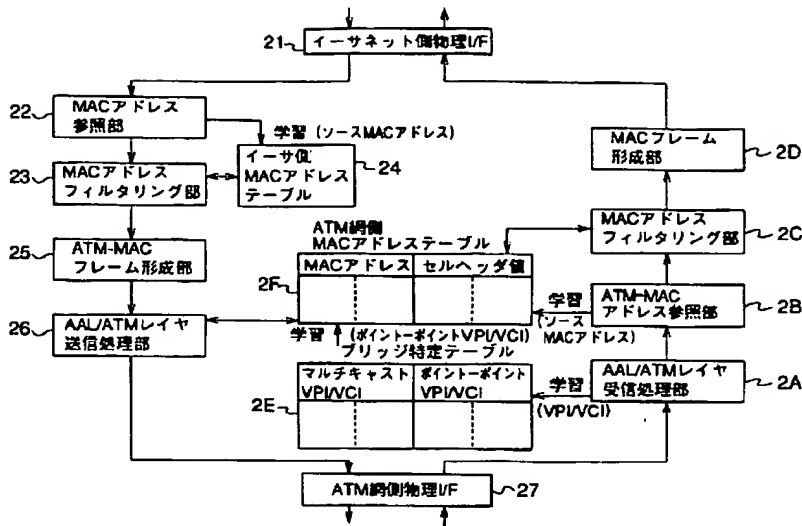 21
イーサネット側物理I/F
22
MACアドレス
参照部
学習 (ソースMACアドレス)
23
MACアドレス
フィルタリング部
イーサ側
MACアドレス
テーブル
24
25
ATM-MAC
フレーム形成部
26
AAL/ATMレイヤ
送信処理部
ATM網側
MACアドレステーブル
MACアドレス
セルヘッダ値
2F
学習
(ポイントーポイントVPI/VCI)
ブリッジ特定テーブル
マルチキャスト
VPI/VCI
ポイントーポイント
VPI/VCI
2E
MACフレーム
形成部
2D
MACアドレス
フィルタリング部
2C
学習
(ソース
MACアドレス)
ATM-MAC
アドレス参照部
2B
学習
(VPI/VCI)
AAL/ATMレイヤ
受信処理部
2A
ATM網側物理I/F
27